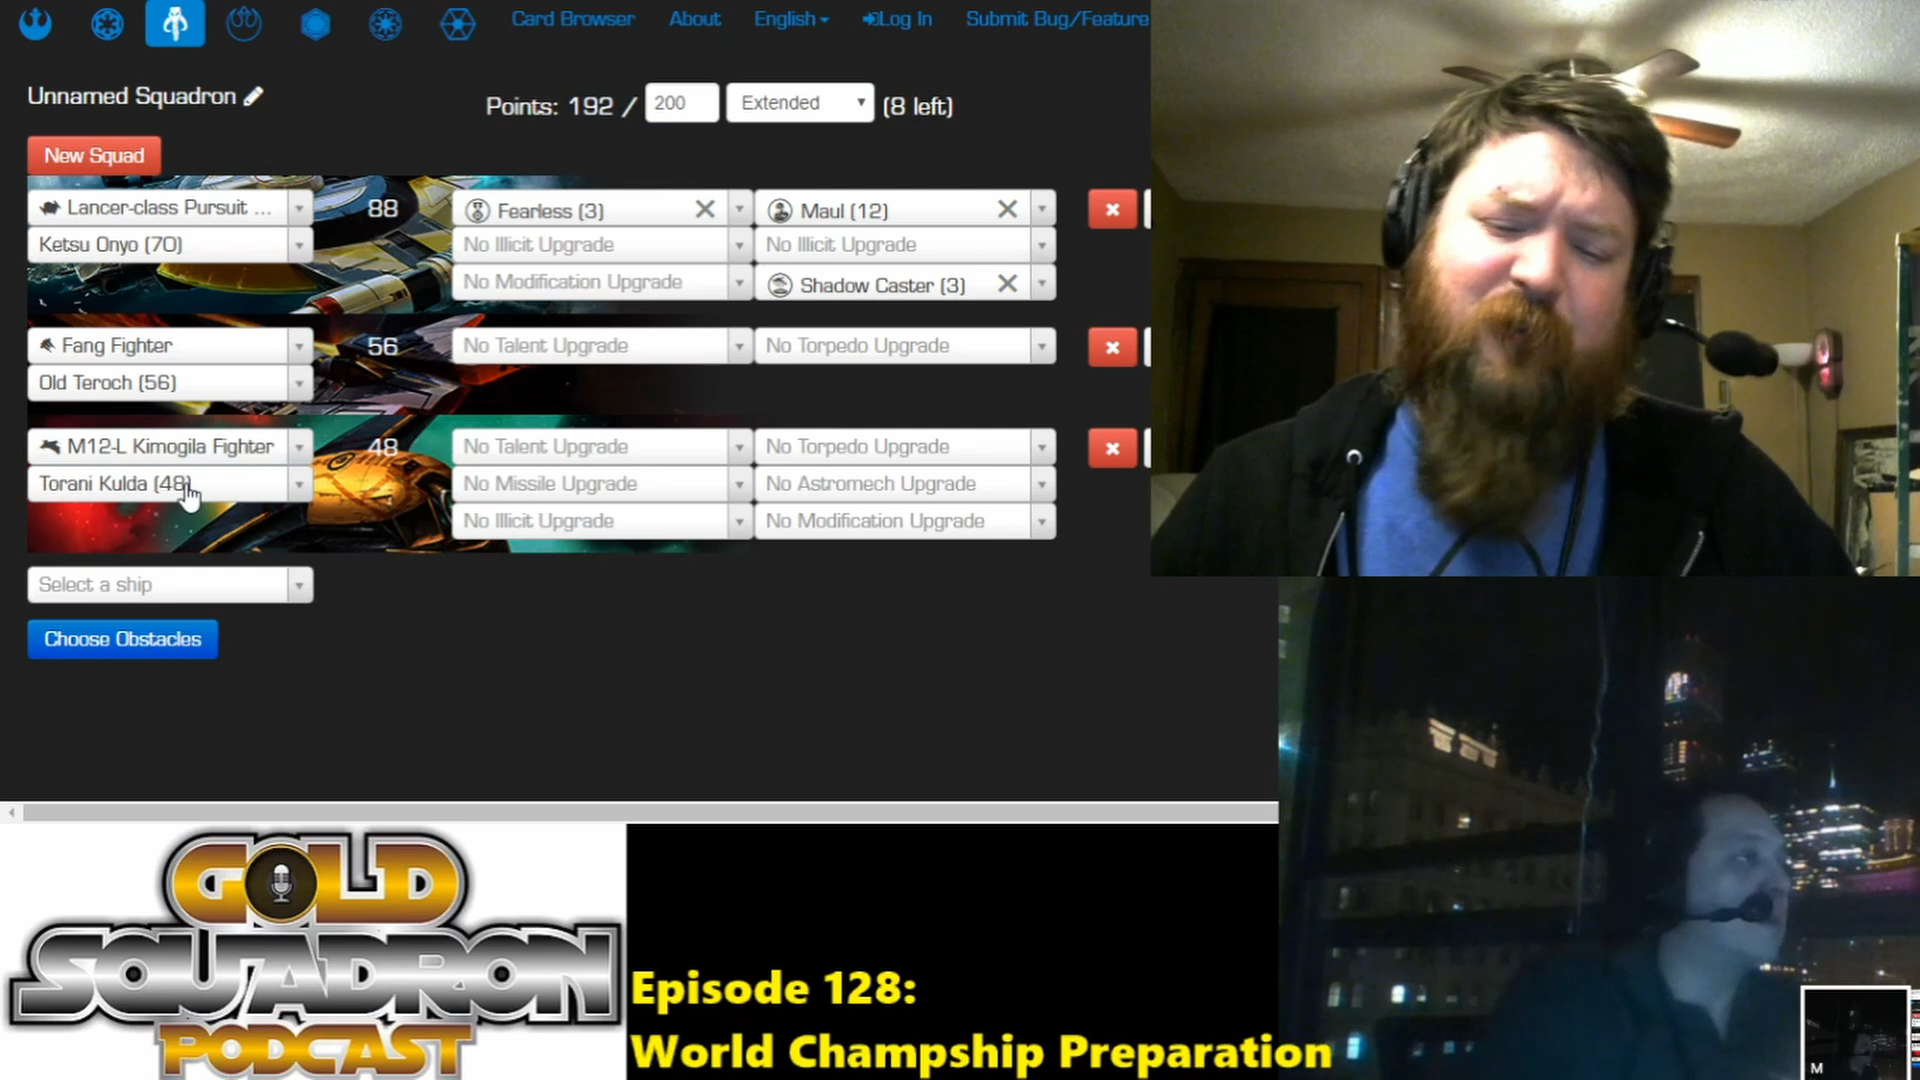 Card Browser About English Log In Submit Bug/Feature
Unnamed Squadron Points: 192 / 200 Extended (8 left)
New Squad
Lancer-class Pursuit ... 88 Fearless (3) Maul (12)
Ketsu Onyo (70) No Illicit Upgrade No Illicit Upgrade
No Modification Upgrade Shadow Caster (3)
Fang Fighter 56 No Talent Upgrade No Torpedo Upgrade
Old Teroch (56)
M12-L Kimogila Fighter 48 No Talent Upgrade No Torpedo Upgrade
Torani Kulda (48) No Missile Upgrade No Astromech Upgrade
No Illicit Upgrade No Modification Upgrade
Select a ship
Choose Obstacles
GOLD
SQUADRON
PODCAST
Episode 128:
World Champship Preparation
M